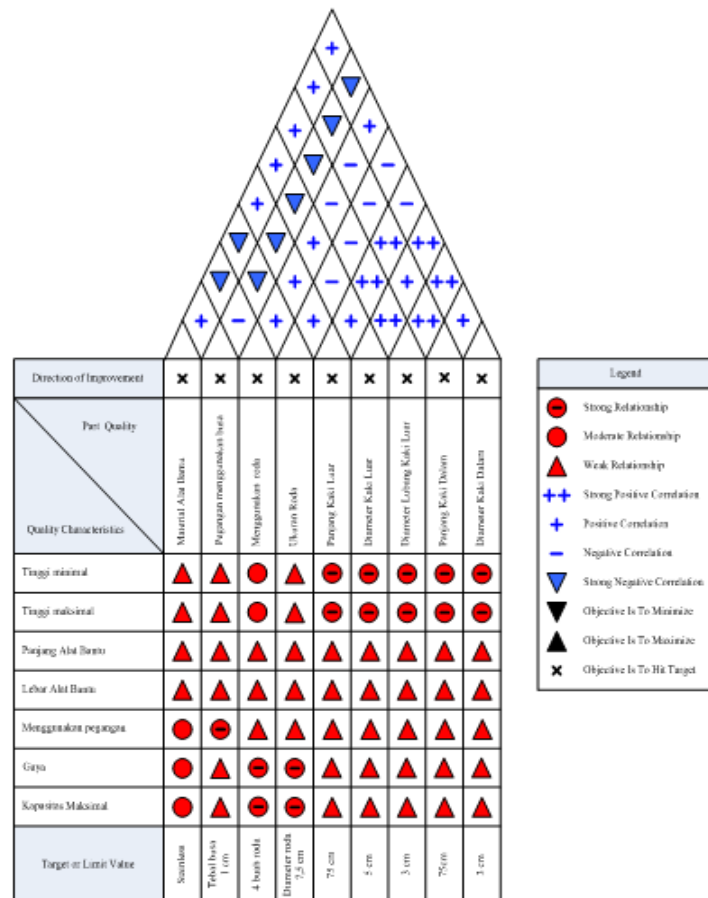 Direction of Improvement
Part Quality
Quality Characteristics
Material Alat Bantu
Pegangan menggunakan busa
Menggunakan roda
Ukuran Roda
Panjang Kaki Luar
Diameter Kaki Luar
Diameter Lubang Kaki Luar
Panjang Kaki Dalam
Diameter Kaki Dalam
Tinggi minimal
Tinggi maksimal
Panjang Alat Bantu
Lebar Alat Bantu
Menggunakan pegangan
Gaya
Kapasitas Maksimal
Target or Limit Value
Stainless
Tebal busa
1 cm
4 buah roda
Diameter roda
7,5 cm
75 cm
5 cm
3 cm
75cm
3 cm
Legend
Strong Relationship
Moderate Relationship
Weak Relationship
++ Strong Positive Correlation
+ Positive Correlation
− Negative Correlation
Strong Negative Correlation
Objective Is To Minimize
Objective Is To Maximize
Objective Is To Hit Target